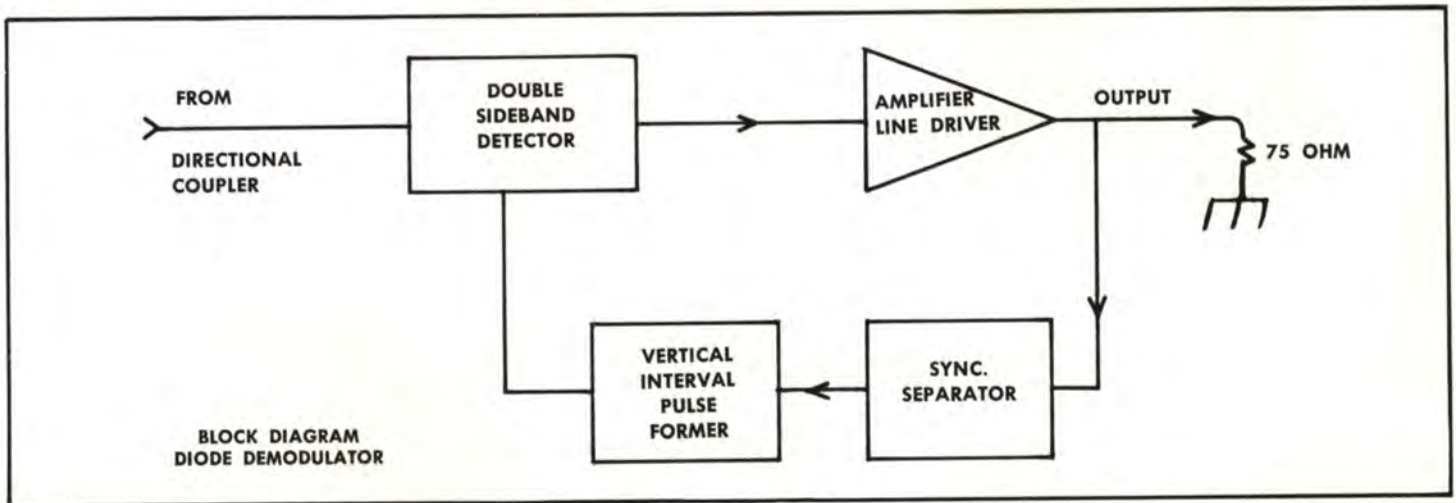 FROM
DIRECTIONAL
COUPLER
DOUBLE
SIDEBAND
DETECTOR
AMPLIFIER
LINE DRIVER
OUTPUT
75 OHM
VERTICAL
INTERVAL
PULSE
FORMER
SYNC.
SEPARATOR
BLOCK DIAGRAM
DIODE DEMODULATOR